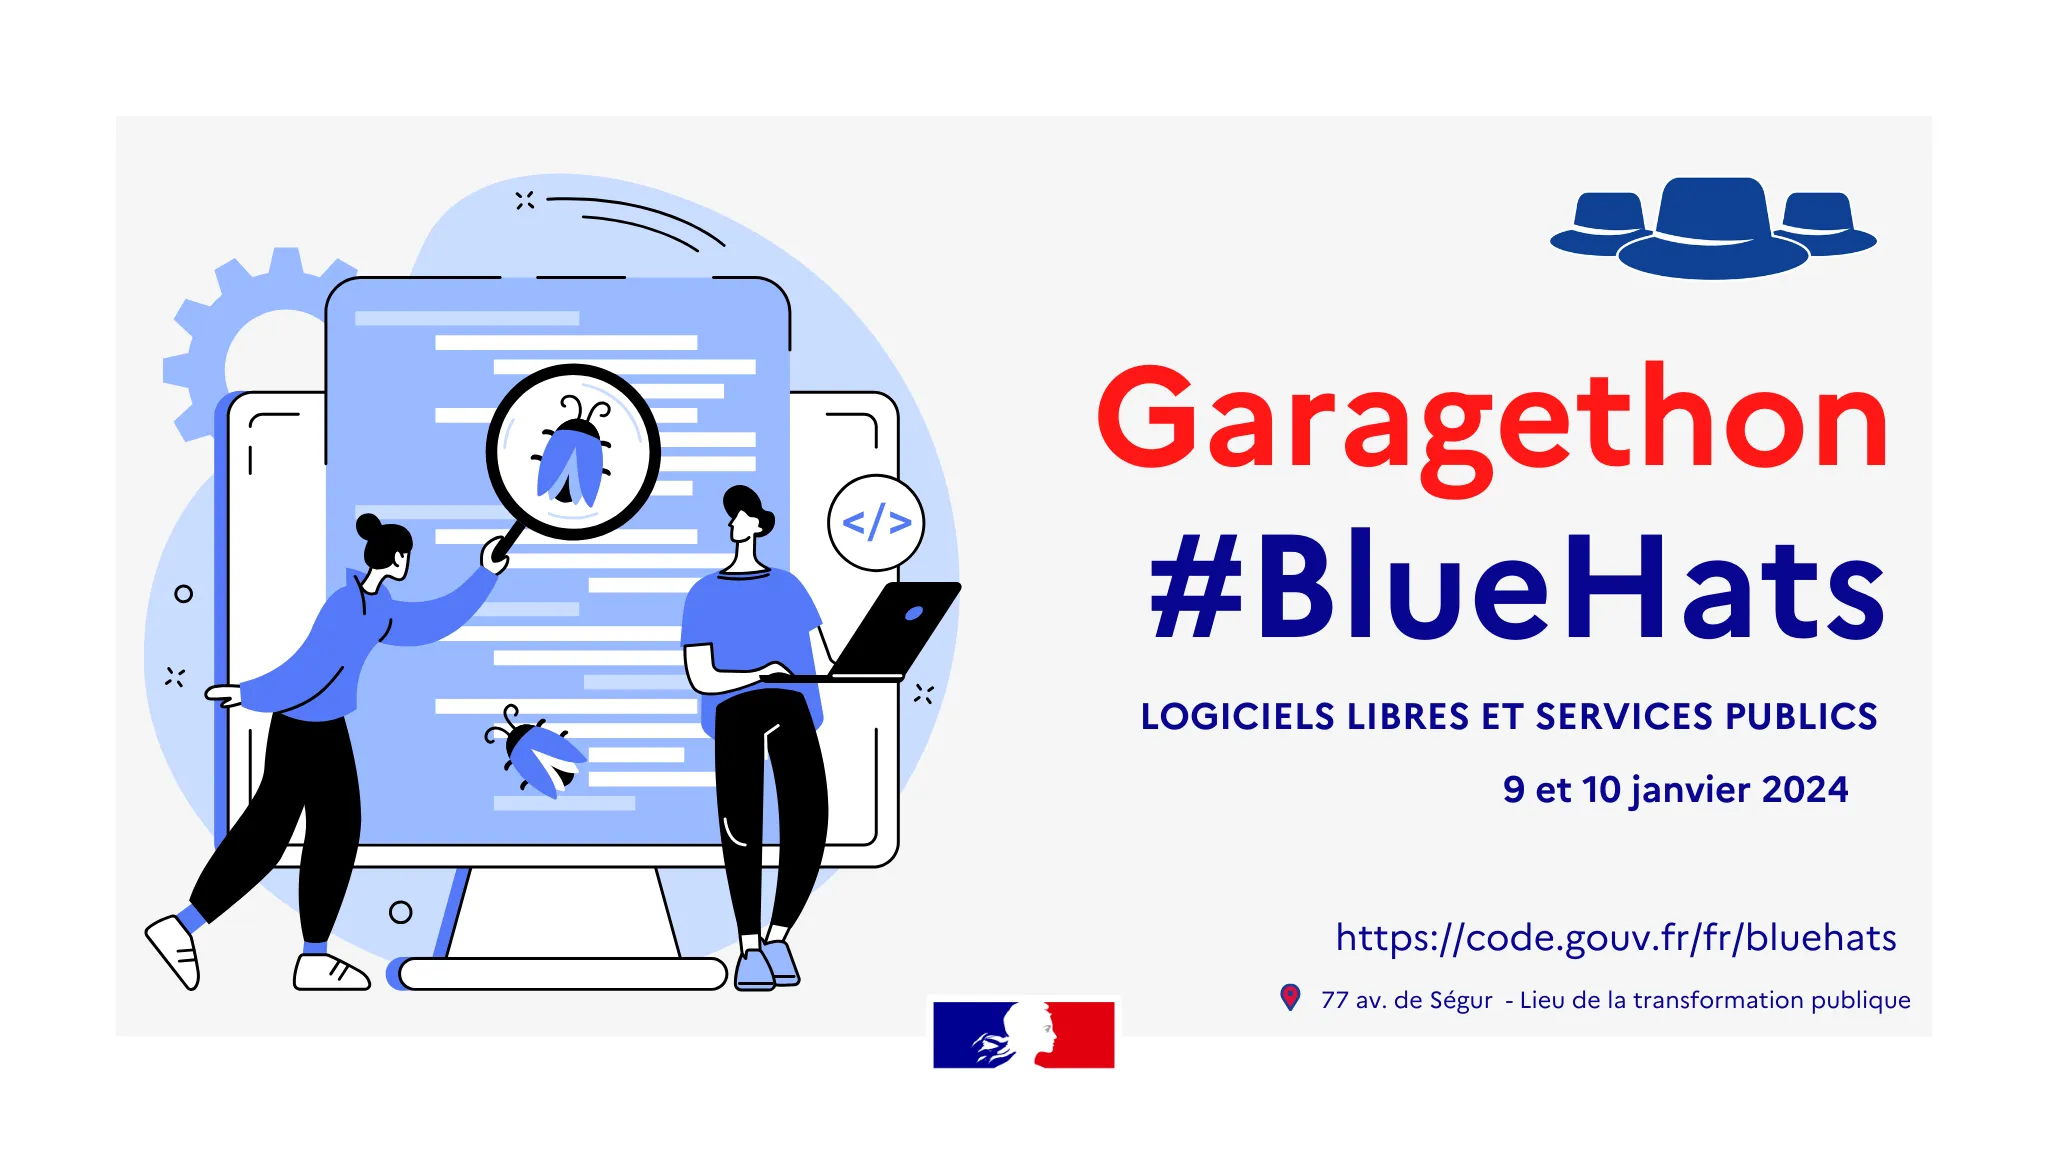 Garagethon
#BlueHats
LOGICIELS LIBRES ET SERVICES PUBLICS
9 et 10 janvier 2024
</>
https://code.gouv.fr/fr/bluehats
77 av. de Ségur - Lieu de la transformation publique